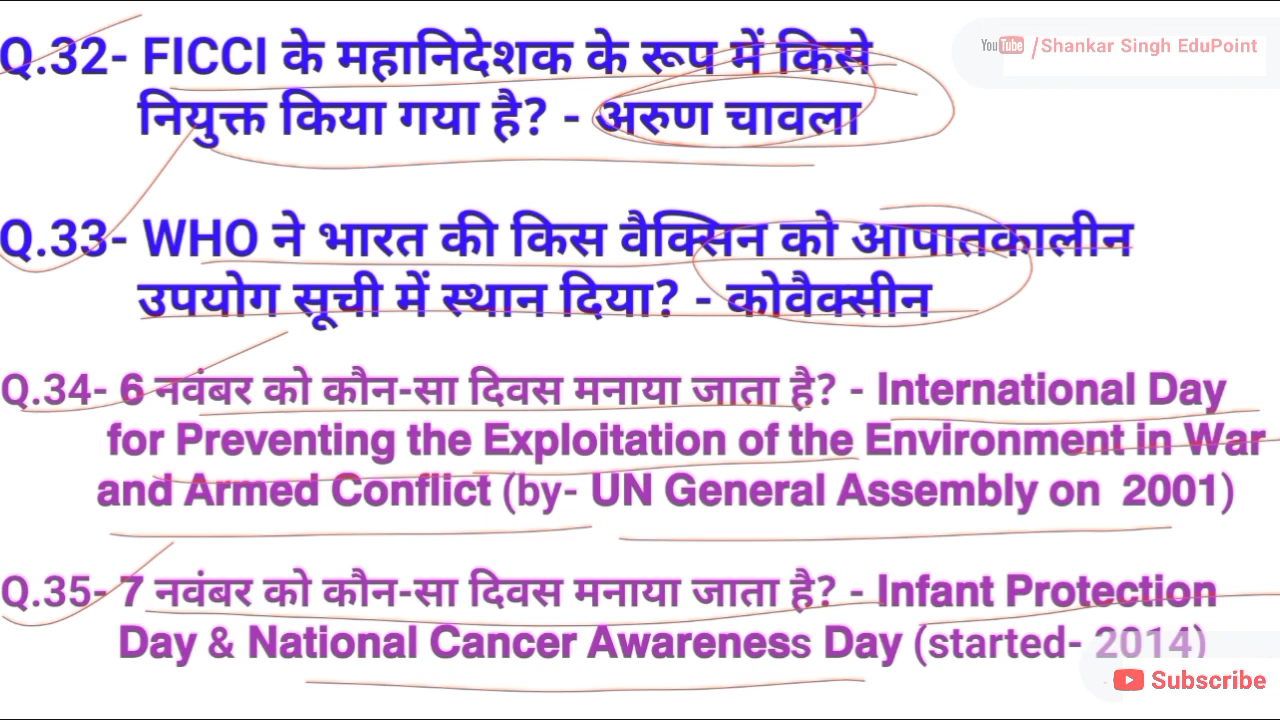 YouTube /Shankar Singh EduPoint
Q.32- FICCI के महानिदेशक के रूप में किसे
नियुक्त किया गया है? - अरुण चावला
Q.33- WHO ने भारत की किस वैक्सिन को आपातकालीन
उपयोग सूची में स्थान दिया? - कोवैक्सीन
Q.34- 6 नवंबर को कौन-सा दिवस मनाया जाता है? - International Day
for Preventing the Exploitation of the Environment in War
and Armed Conflict (by- UN General Assembly on 2001)
Q.35- 7 नवंबर को कौन-सा दिवस मनाया जाता है? - Infant Protection
Day & National Cancer Awareness Day (started- 2014)
Subscribe